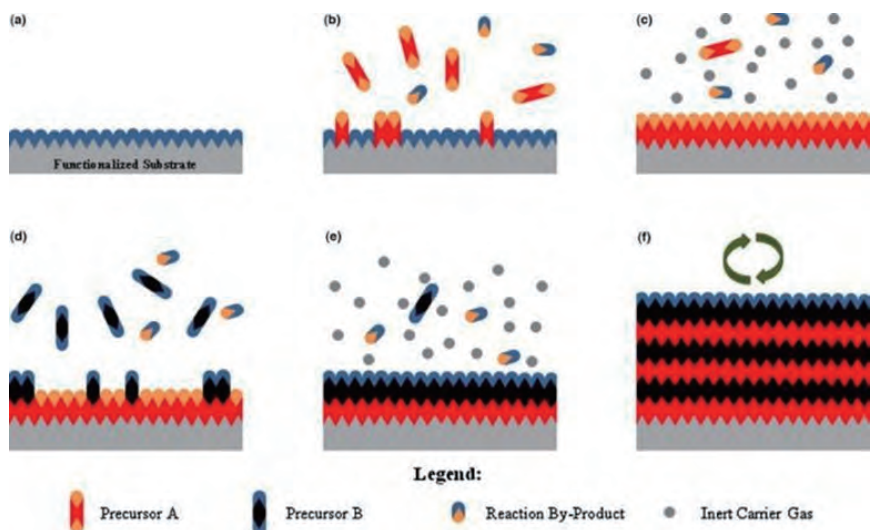 (a)
(b)
(c)
Functionalized Substrate
(d)
(e)
(f)
Legend:
Precursor A
Precursor B
Reaction By-Product
Inert Carrier Gas